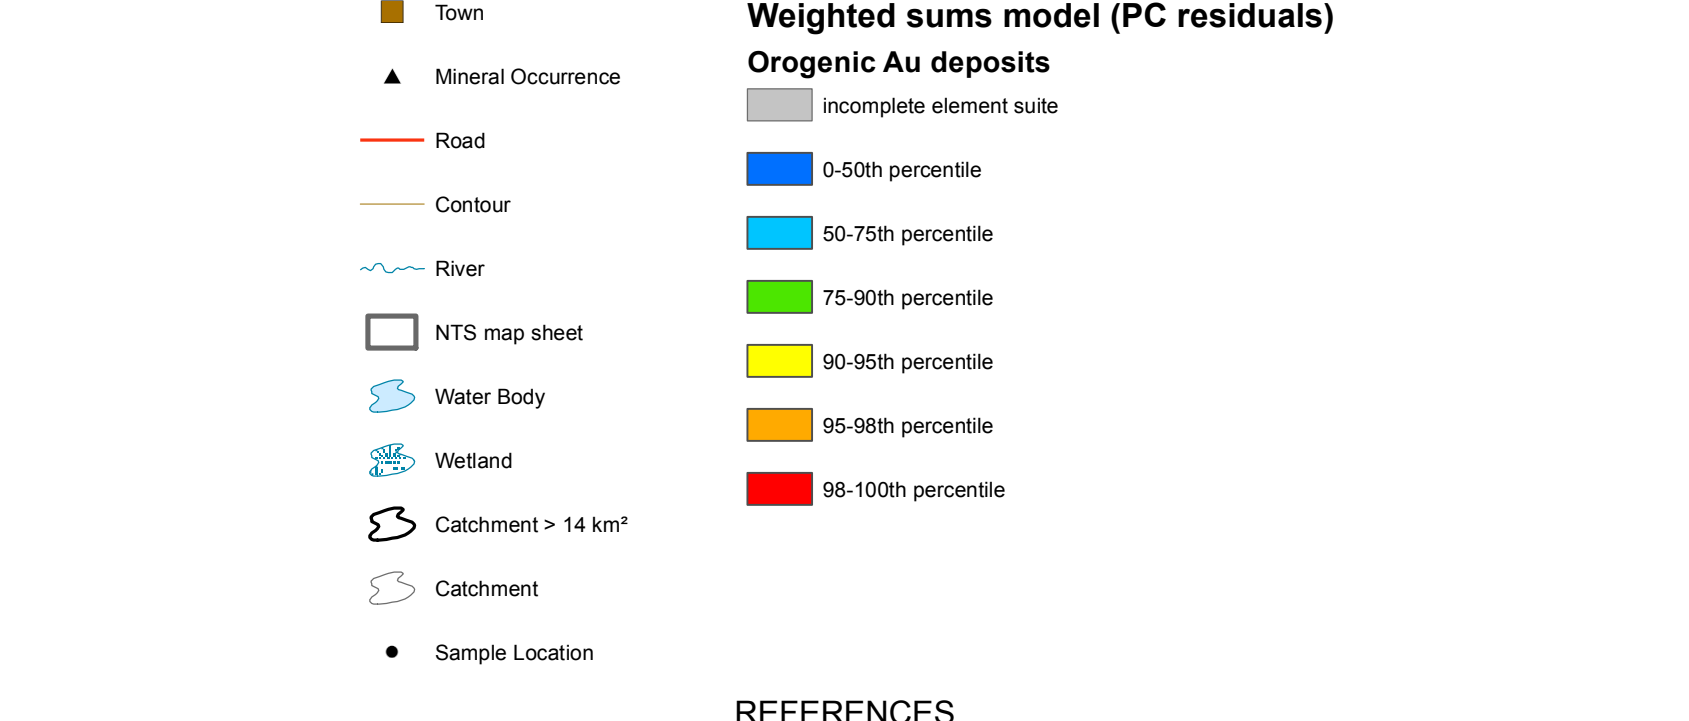 Town
Mineral Occurrence
Road
Contour
River
NTS map sheet
Water Body
Wetland
Catchment > 14 km²
Catchment
Sample Location
Weighted sums model (PC residuals)
Orogenic Au deposits
incomplete element suite
0-50th percentile
50-75th percentile
75-90th percentile
90-95th percentile
95-98th percentile
98-100th percentile
REFERENCES